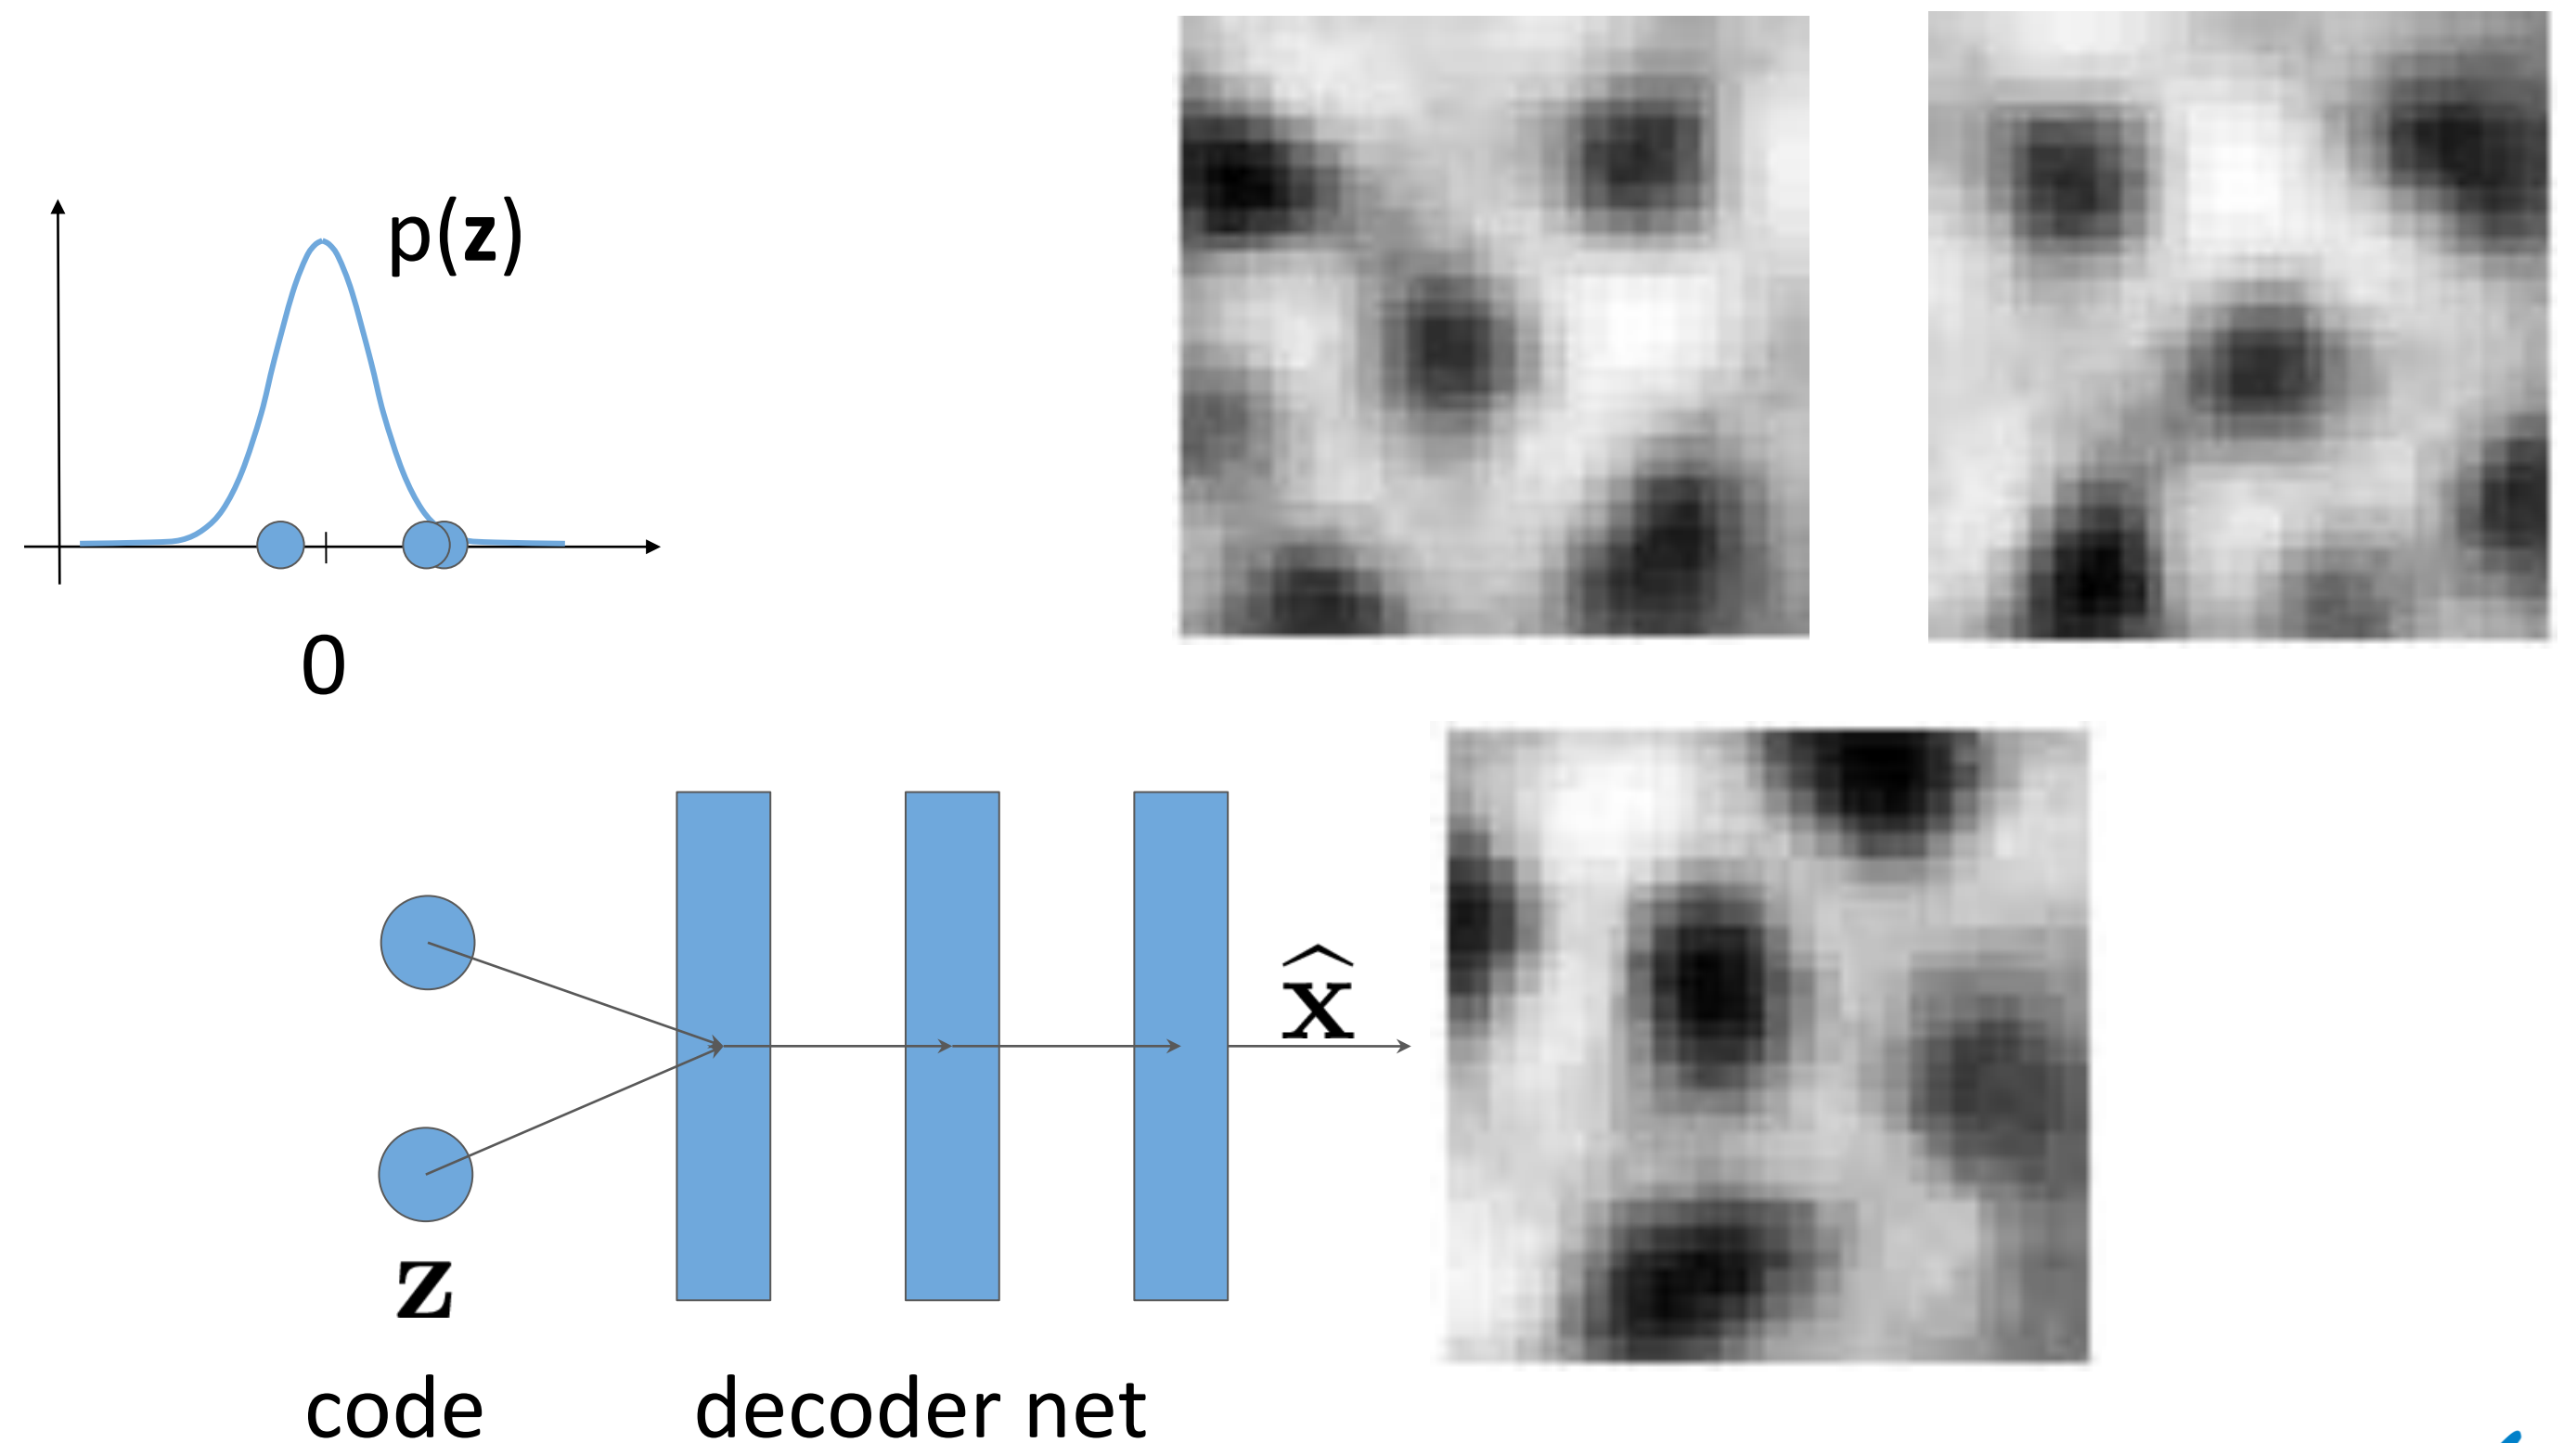 p(z)
0
x̂
z
code
decoder net